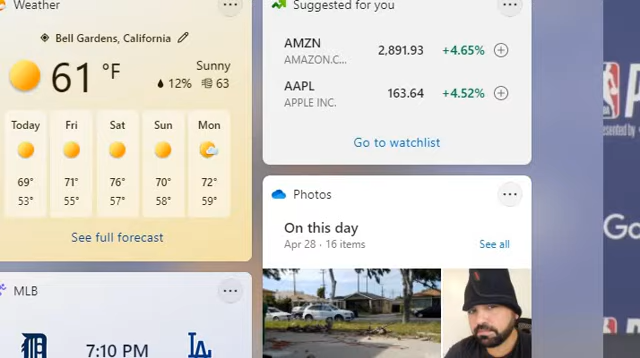 Weather
Bell Gardens, California
61 °F
Sunny
12% 63
Today Fri Sat Sun Mon
69° 71° 76° 70° 72°
53° 55° 57° 58° 59°
See full forecast
MLB
7:10 PM
LA
Suggested for you
AMZN
AMAZON.C...
2,891.93 +4.65%
AAPL
APPLE INC.
163.64 +4.52%
Go to watchlist
Photos
On this day
Apr 28 · 16 items
See all